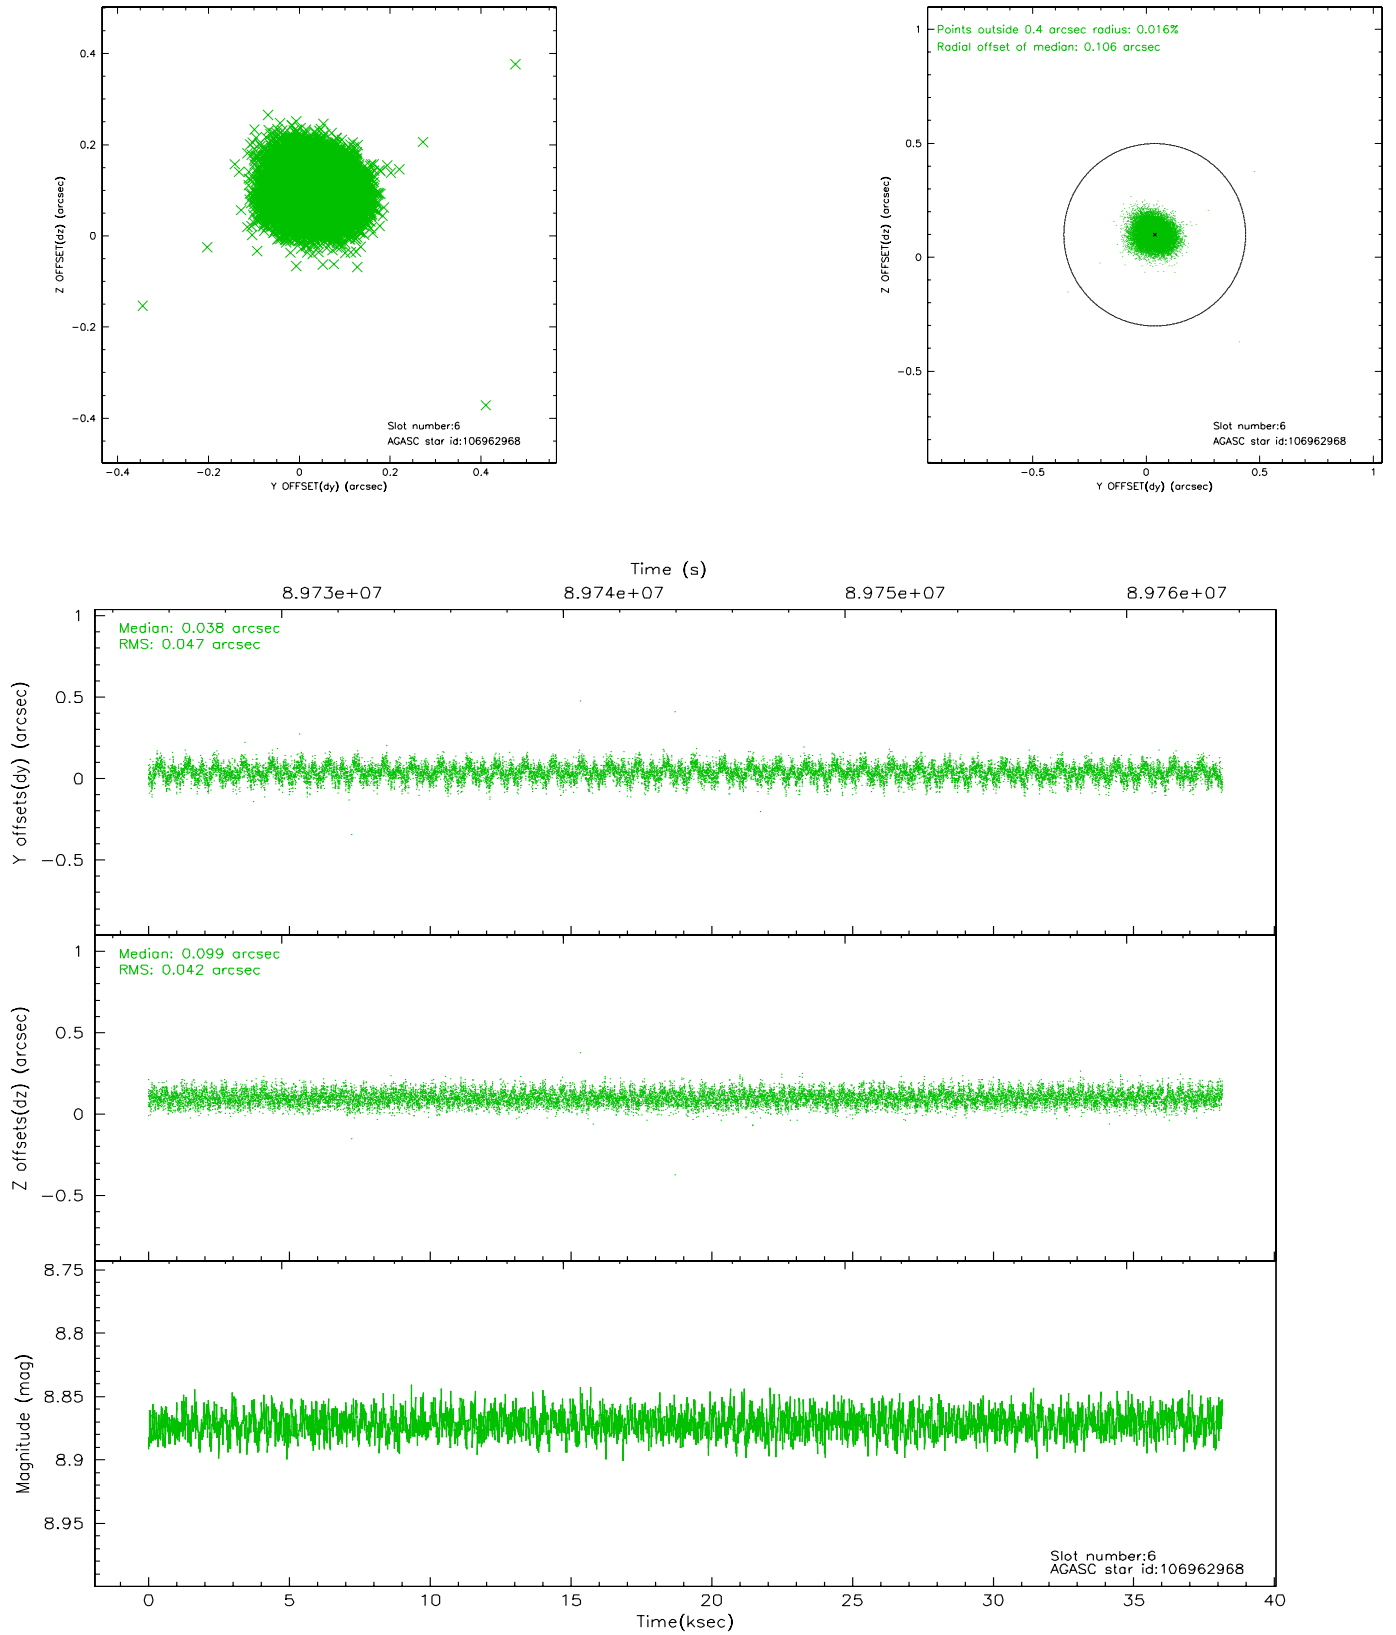 0.4
0.2
0
-0.2
-0.4
Z OFFSET(dz) (arcsec)
Slot number:6
AGASC star id:106962968
-0.4 -0.2 0 0.2 0.4
Y OFFSET(dy) (arcsec)
Points outside 0.4 arcsec radius: 0.016%
Radial offset of median: 0.106 arcsec
1
0.5
0
-0.5
Z OFFSET(dz) (arcsec)
Slot number:6
AGASC star id:106962968
-0.5 0 0.5 1
Y OFFSET(dy) (arcsec)
Time (s)
8.973e+07 8.974e+07 8.975e+07 8.976e+07
Median: 0.038 arcsec
RMS: 0.047 arcsec
1
0.5
0
-0.5
Y offsets(dy) (arcsec)
Median: 0.099 arcsec
RMS: 0.042 arcsec
1
0.5
0
-0.5
Z offsets(dz) (arcsec)
8.75
8.8
8.85
8.9
8.95
Magnitude (mag)
Slot number:6
AGASC star id:106962968
0 5 10 15 20 25 30 35 40
Time(ksec)